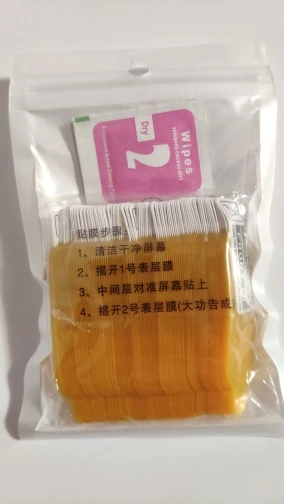 Wipes
Dry
2
贴膜步骤:
1、清洁干净屏幕
2、揭开1号表层膜
3、中间层对准屏幕贴上
4、揭开2号表层膜(大功告成)